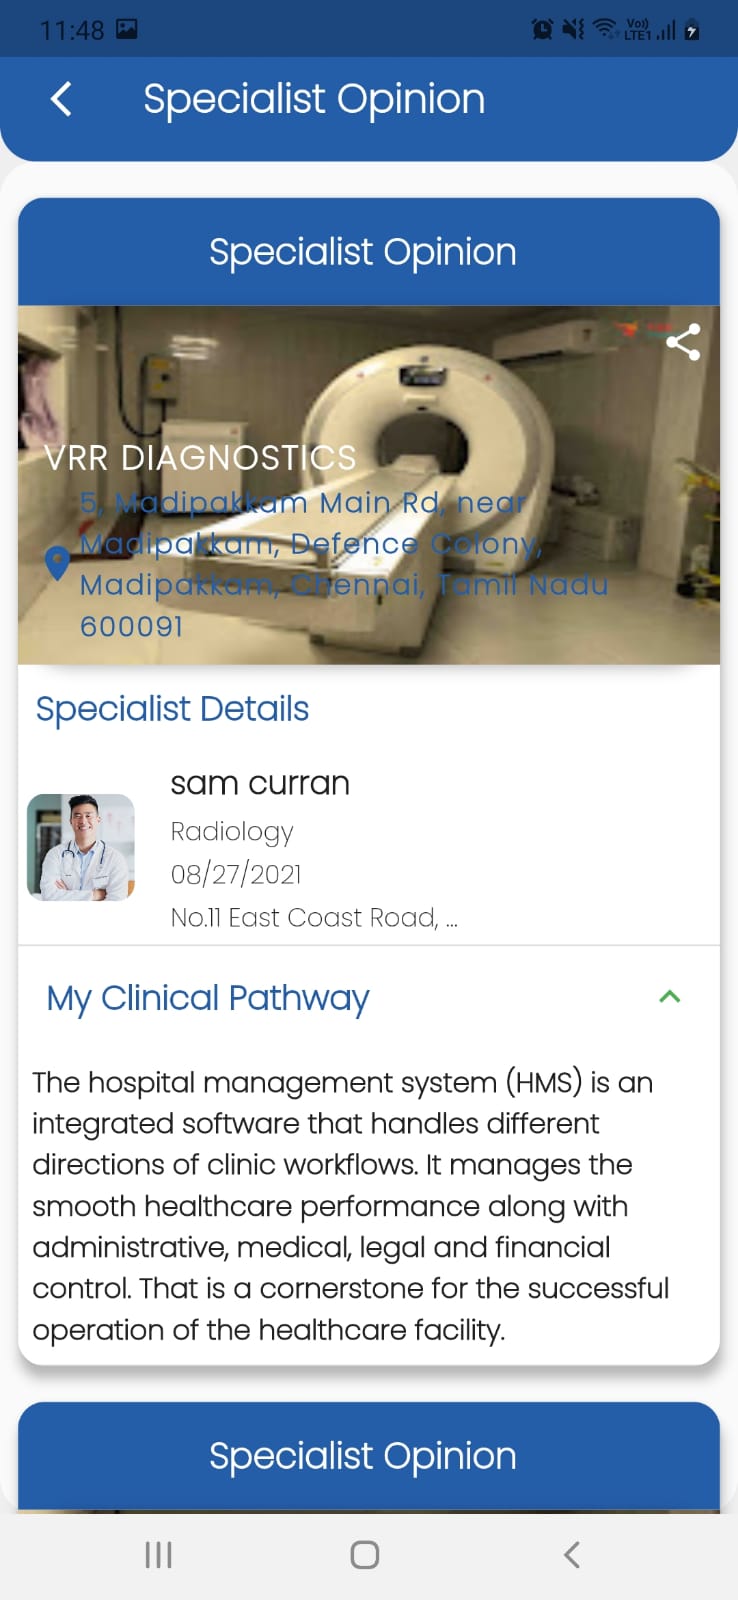 11:48
Vo))
LTE1
Specialist Opinion
Specialist Opinion
VRR DIAGNOSTICS
5, Madipakkam Main Rd, near
Madipakkam, Defence Colony,
Madipakkam, Chennai, Tamil Nadu
600091
Specialist Details
sam curran
Radiology
08/27/2021
No.11 East Coast Road, ...
My Clinical Pathway
The hospital management system (HMS) is an
integrated software that handles different
directions of clinic workflows. It manages the
smooth healthcare performance along with
administrative, medical, legal and financial
control. That is a cornerstone for the successful
operation of the healthcare facility.
Specialist Opinion